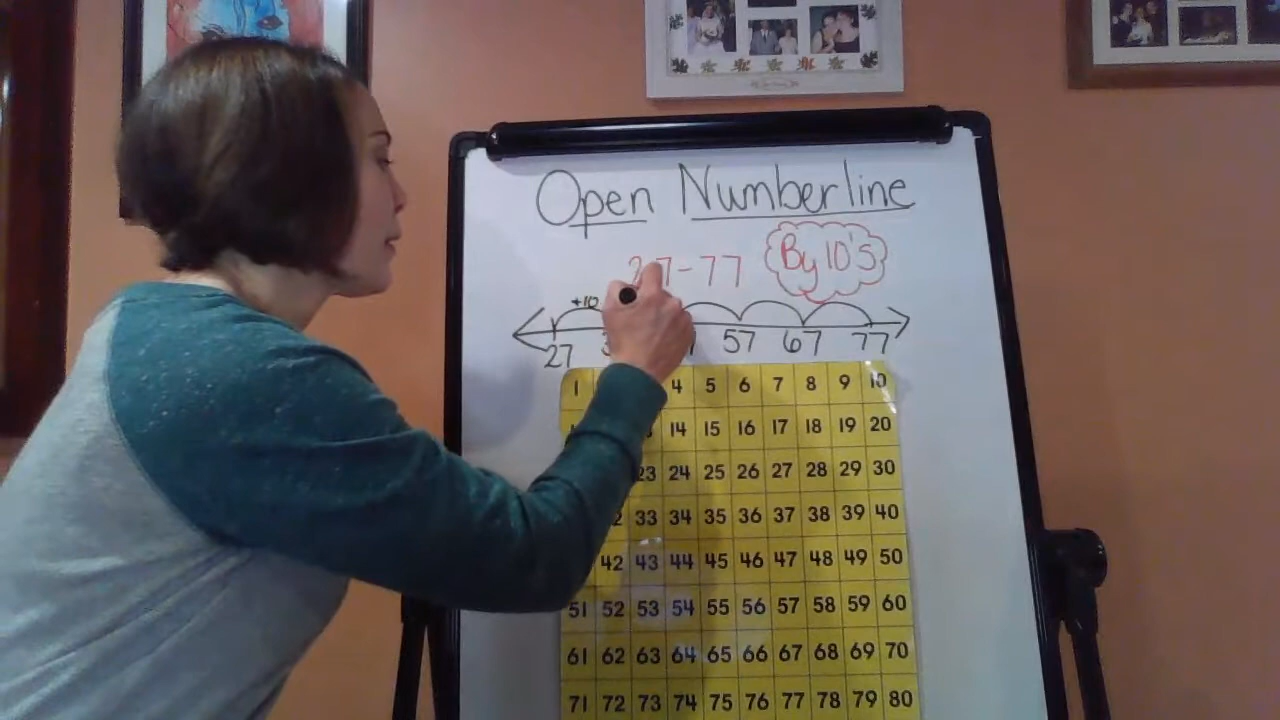 Open Numberline
27-77 By 10's
+10
27 57 67 77
1 4 5 6 7 8 9 10
14 15 16 17 18 19 20
23 24 25 26 27 28 29 30
33 34 35 36 37 38 39 40
42 43 44 45 46 47 48 49 50
51 52 53 54 55 56 57 58 59 60
61 62 63 64 65 66 67 68 69 70
71 72 73 74 75 76 77 78 79 80